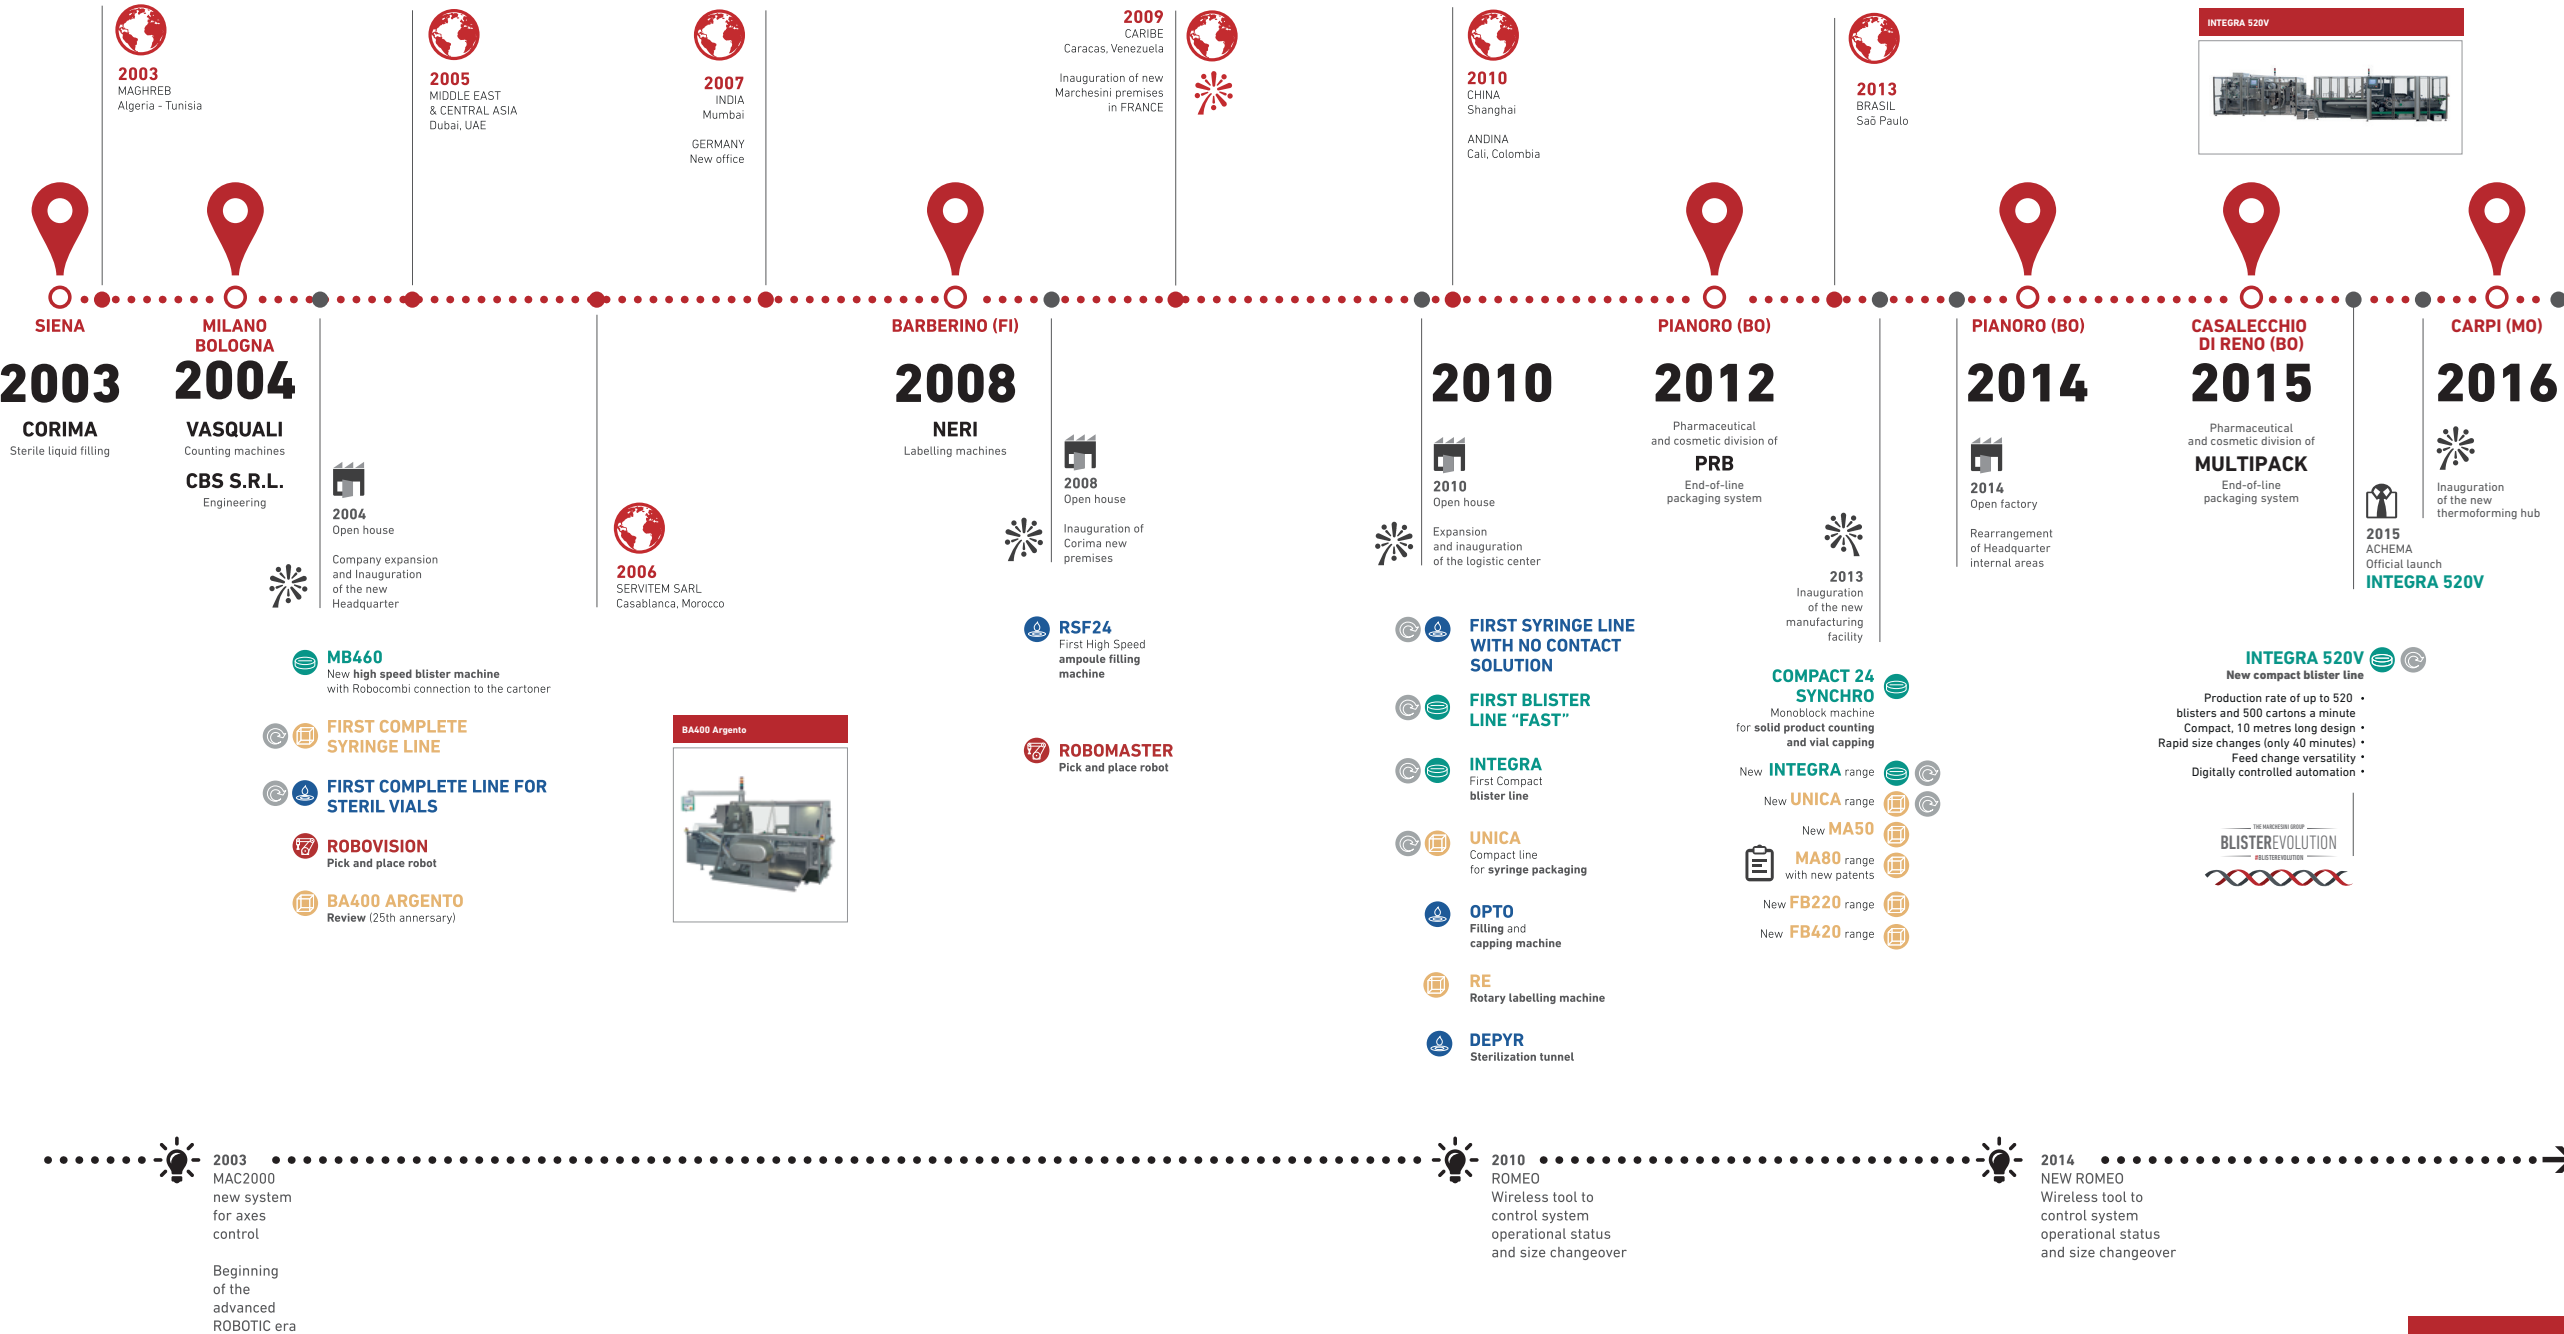 2003
MAGHREB
Algeria - Tunisia
2005
MIDDLE EAST
& CENTRAL ASIA
Dubai, UAE
2007
INDIA
Mumbai
GERMANY
New office
2009
CARIBE
Caracas, Venezuela
Inauguration of new
Marchesini premises
in FRANCE
2010
CHINA
Shanghai
ANDINA
Cali, Colombia
2013
BRASIL
Saõ Paulo
INTEGRA 520V
SIENA
2003
CORIMA
Sterile liquid filling
MILANO
BOLOGNA
2004
VASQUALI
Counting machines
CBS S.R.L.
Engineering
2004
Open house
Company expansion
and Inauguration
of the new
Headquarter
MB460
New high speed blister machine
with Robocombi connection to the cartoner
FIRST COMPLETE
SYRINGE LINE
FIRST COMPLETE LINE FOR
STERIL VIALS
ROBOVISION
Pick and place robot
BA400 ARGENTO
Review (25th annersary)
2006
SERVITEM SARL
Casablanca, Morocco
BA400 Argento
BARBERINO (FI)
2008
NERI
Labelling machines
2008
Open house
Inauguration of
Corima new
premises
RSF24
First High Speed
ampoule filling
machine
ROBOMASTER
Pick and place robot
2010
2010
Open house
Expansion
and inauguration
of the logistic center
FIRST SYRINGE LINE
WITH NO CONTACT
SOLUTION
FIRST BLISTER
LINE “FAST”
INTEGRA
First Compact
blister line
UNICA
Compact line
for syringe packaging
OPTO
Filling and
capping machine
RE
Rotary labelling machine
DEPYR
Sterilization tunnel
PIANORO (BO)
2012
Pharmaceutical
and cosmetic division of
PRB
End-of-line
packaging system
2013
Inauguration
of the new
manufacturing
facility
COMPACT 24
SYNCHRO
Monoblock machine
for solid product counting
and vial capping
New INTEGRA range
New UNICA range
New MA50
MA80 range
with new patents
New FB220 range
New FB420 range
PIANORO (BO)
2014
2014
Open factory
Rearrangement
of Headquarter
internal areas
CASALECCHIO
DI RENO (BO)
2015
Pharmaceutical
and cosmetic division of
MULTIPACK
End-of-line
packaging system
2015
ACHEMA
Official launch
INTEGRA 520V
INTEGRA 520V
New compact blister line
Production rate of up to 520 •
blisters and 500 cartons a minute
Compact, 10 metres long design •
Rapid size changes (only 40 minutes) •
Feed change versatility •
Digitally controlled automation •
THE MARCHESINI GROUP
BLISTEREVOLUTION
#BLISTEREVOLUTION
CARPI (MO)
2016
Inauguration
of the new
thermoforming hub
2003
MAC2000
new system
for axes
control
Beginning
of the
advanced
ROBOTIC era
2010
ROMEO
Wireless tool to
control system
operational status
and size changeover
2014
NEW ROMEO
Wireless tool to
control system
operational status
and size changeover